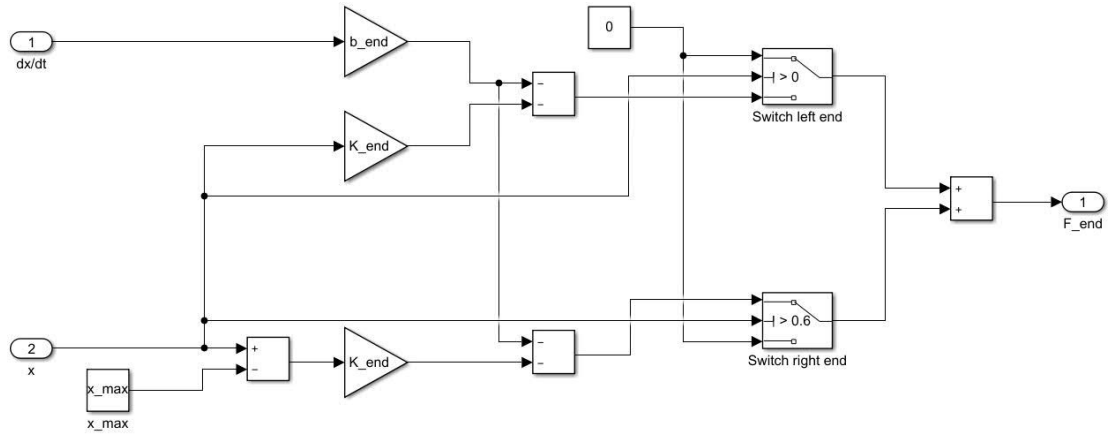 1
dx/dt
b_end
0
−
−
> 0
Switch left end
K_end
+
+
1
F_end
2
x
+
−
K_end
−
−
> 0.6
Switch right end
x_max
x_max